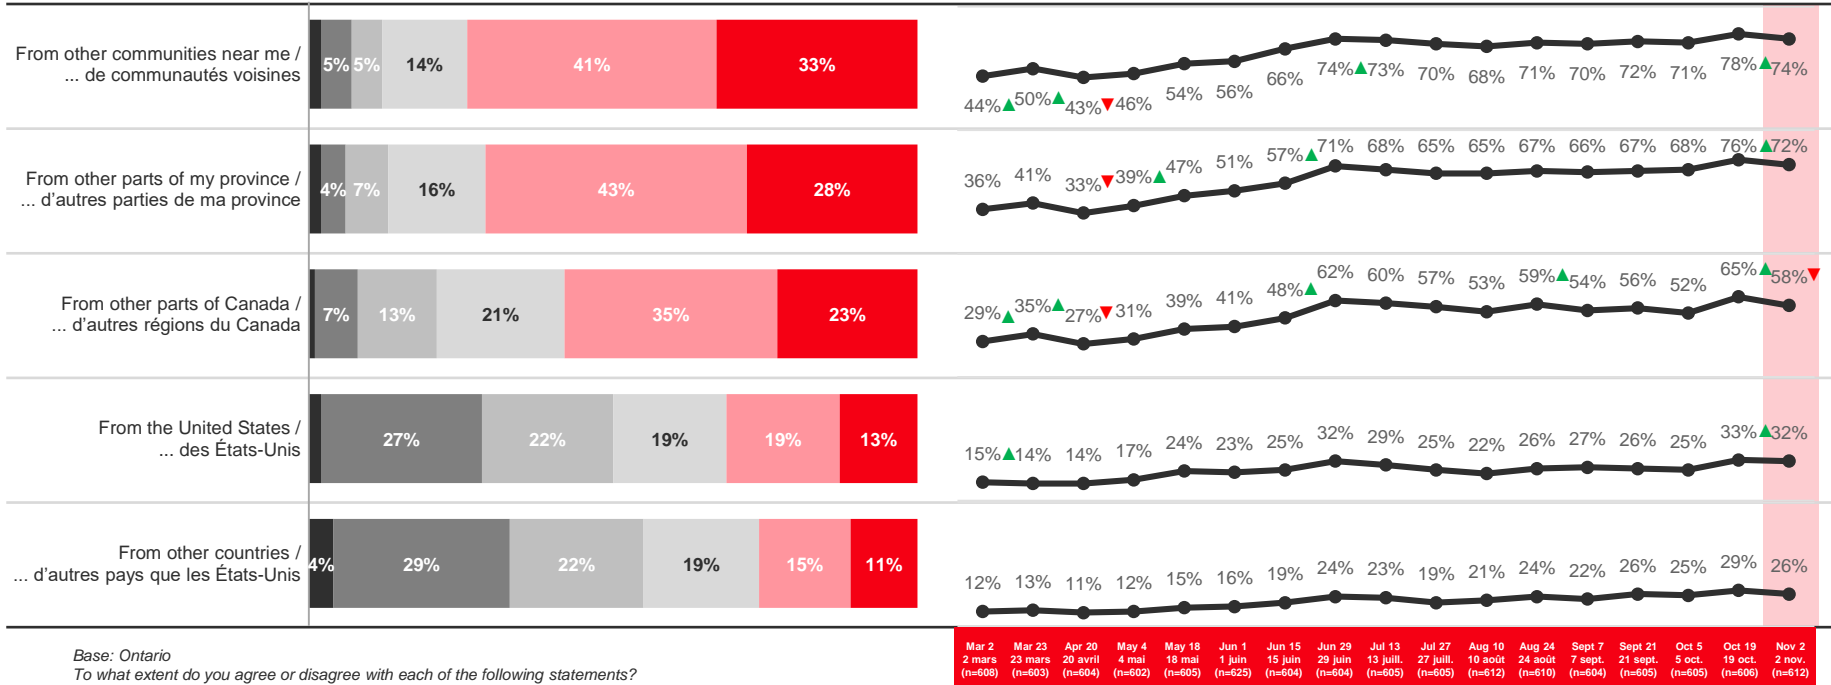 From other communities near me /
... de communautés voisines
5% 5% 14% 41% 33%
44% 50% 43% 46% 54% 56% 66% 74% 73% 70% 68% 71% 70% 72% 71% 78% 74%
From other parts of my province /
... d'autres parties de ma province
4% 7% 16% 43% 28%
36% 41% 33% 39% 47% 51% 57% 71% 68% 65% 65% 67% 66% 67% 68% 76% 72%
From other parts of Canada /
... d'autres régions du Canada
7% 13% 21% 35% 23%
29% 35% 27% 31% 39% 41% 48% 62% 60% 57% 53% 59% 54% 56% 52% 65% 58%
From the United States /
... des États-Unis
27% 22% 19% 19% 13%
15% 14% 14% 17% 24% 23% 25% 32% 29% 25% 22% 26% 27% 26% 25% 33% 32%
From other countries /
... d'autres pays que les États-Unis
4% 29% 22% 19% 15% 11%
12% 13% 11% 12% 15% 16% 19% 24% 23% 19% 21% 24% 22% 26% 25% 29% 26%
Mar 2 Mar 23 Apr 20 May 4 May 18 Jun 1 Jun 15 Jun 29 Jul 13 Jul 27 Aug 10 Aug 24 Sept 7 Sept 21 Oct 5 Oct 19 Nov 2
2 mars 23 mars 20 avril 4 mai 18 mai 1 juin 15 juin 29 juin 13 juill. 27 juill. 10 août 24 août 7 sept. 21 sept. 5 oct. 19 oct. 2 nov.
(n=608) (n=603) (n=604) (n=602) (n=605) (n=625) (n=604) (n=604) (n=605) (n=605) (n=612) (n=610) (n=604) (n=605) (n=605) (n=606) (n=612)
Base: Ontario
To what extent do you agree or disagree with each of the following statements?